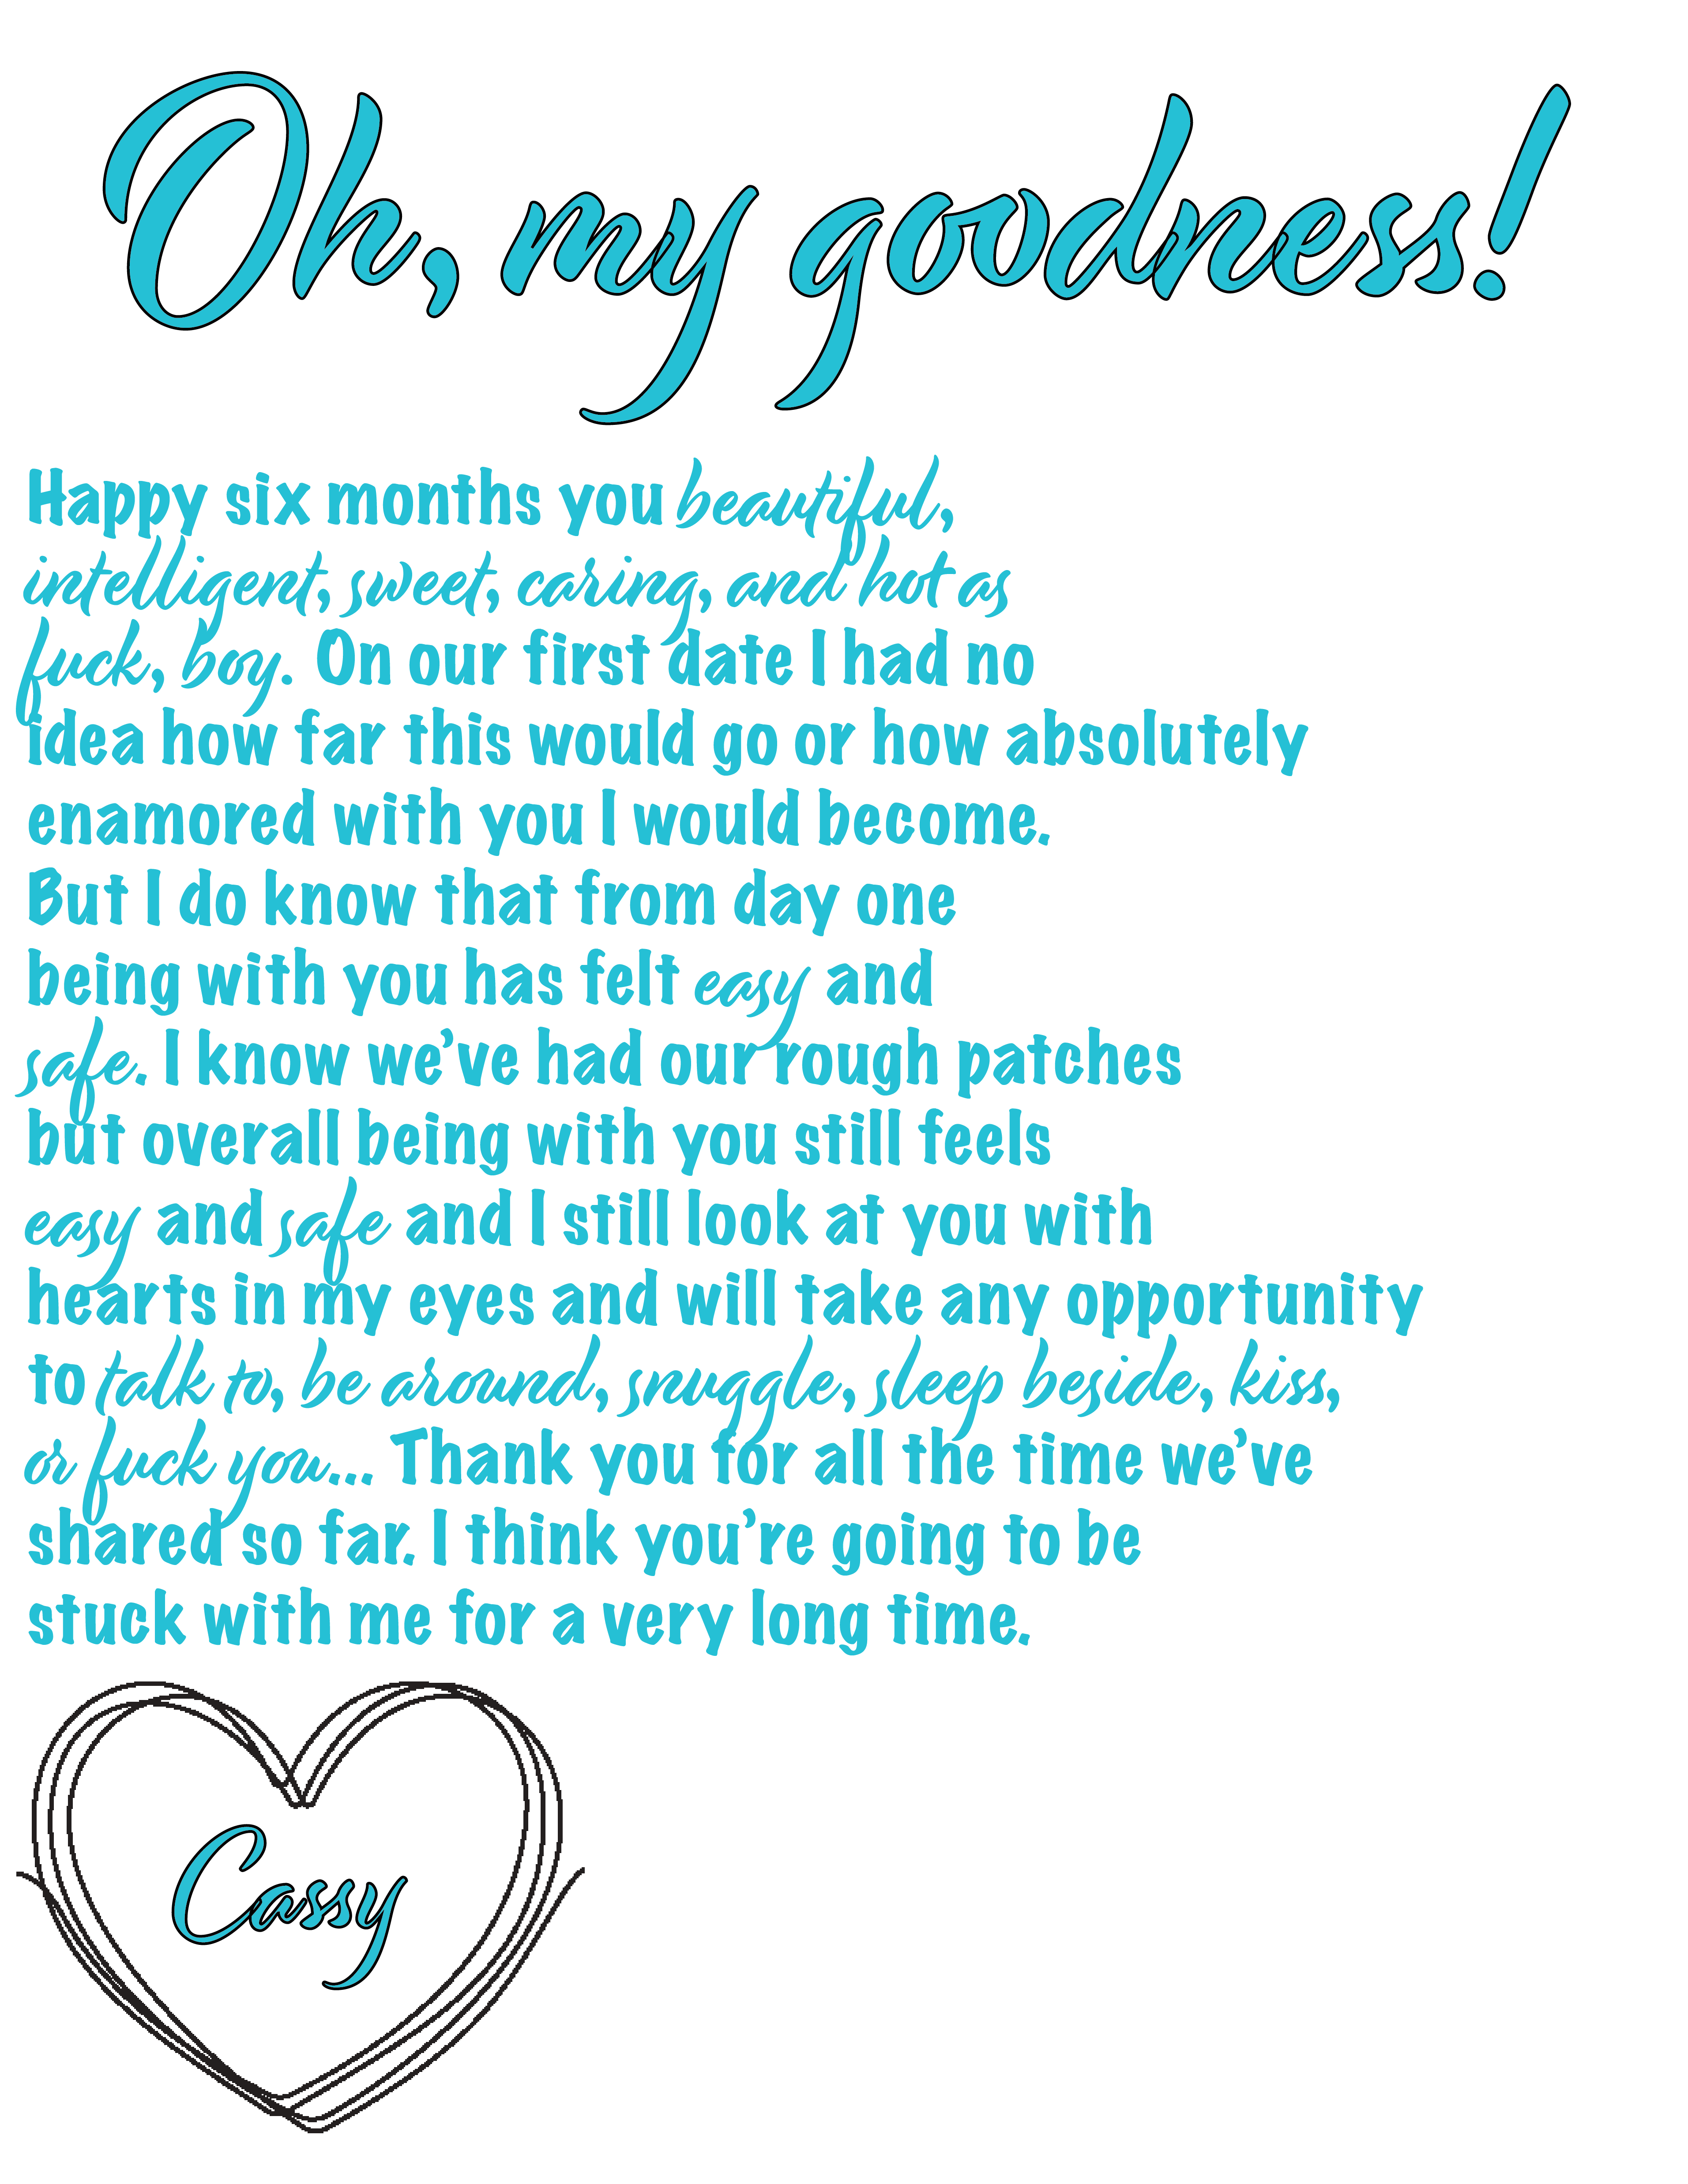 Oh, my goodness!
Happy six months you beautiful,
intelligent, sweet, caring, and hot as
fuck, boy. On our first date I had no
idea how far this would go or how absolutely
enamored with you I would become.
But I do know that from day one
being with you has felt easy and
safe. I know we've had our rough patches
but overall being with you still feels
easy and safe and I still look at you with
hearts in my eyes and will take any opportunity
to talk to, be around, snuggle, sleep beside, kiss,
or fuck you... Thank you for all the time we've
shared so far. I think you're going to be
stuck with me for a very long time.
Cassy